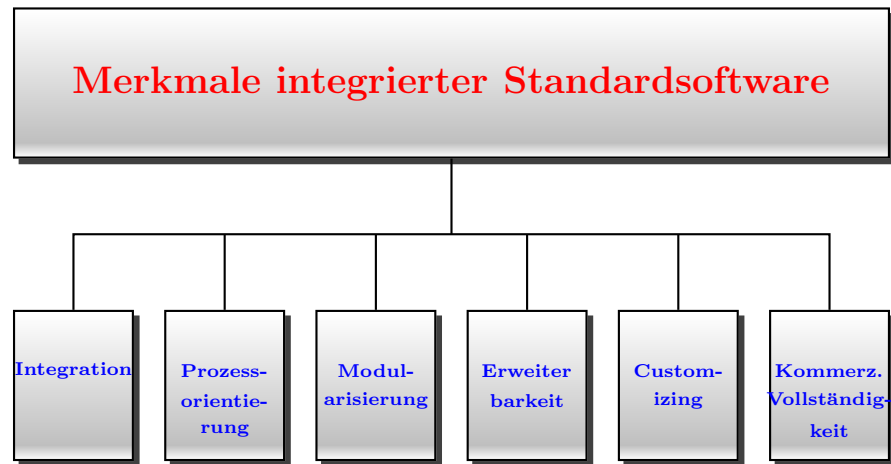 Merkmale integrierter Standardsoftware
Integration
Prozess-
orientie-
rung
Modul-
arisierung
Erweiter
barkeit
Custom-
izing
Kommerz.
Vollständig-
keit